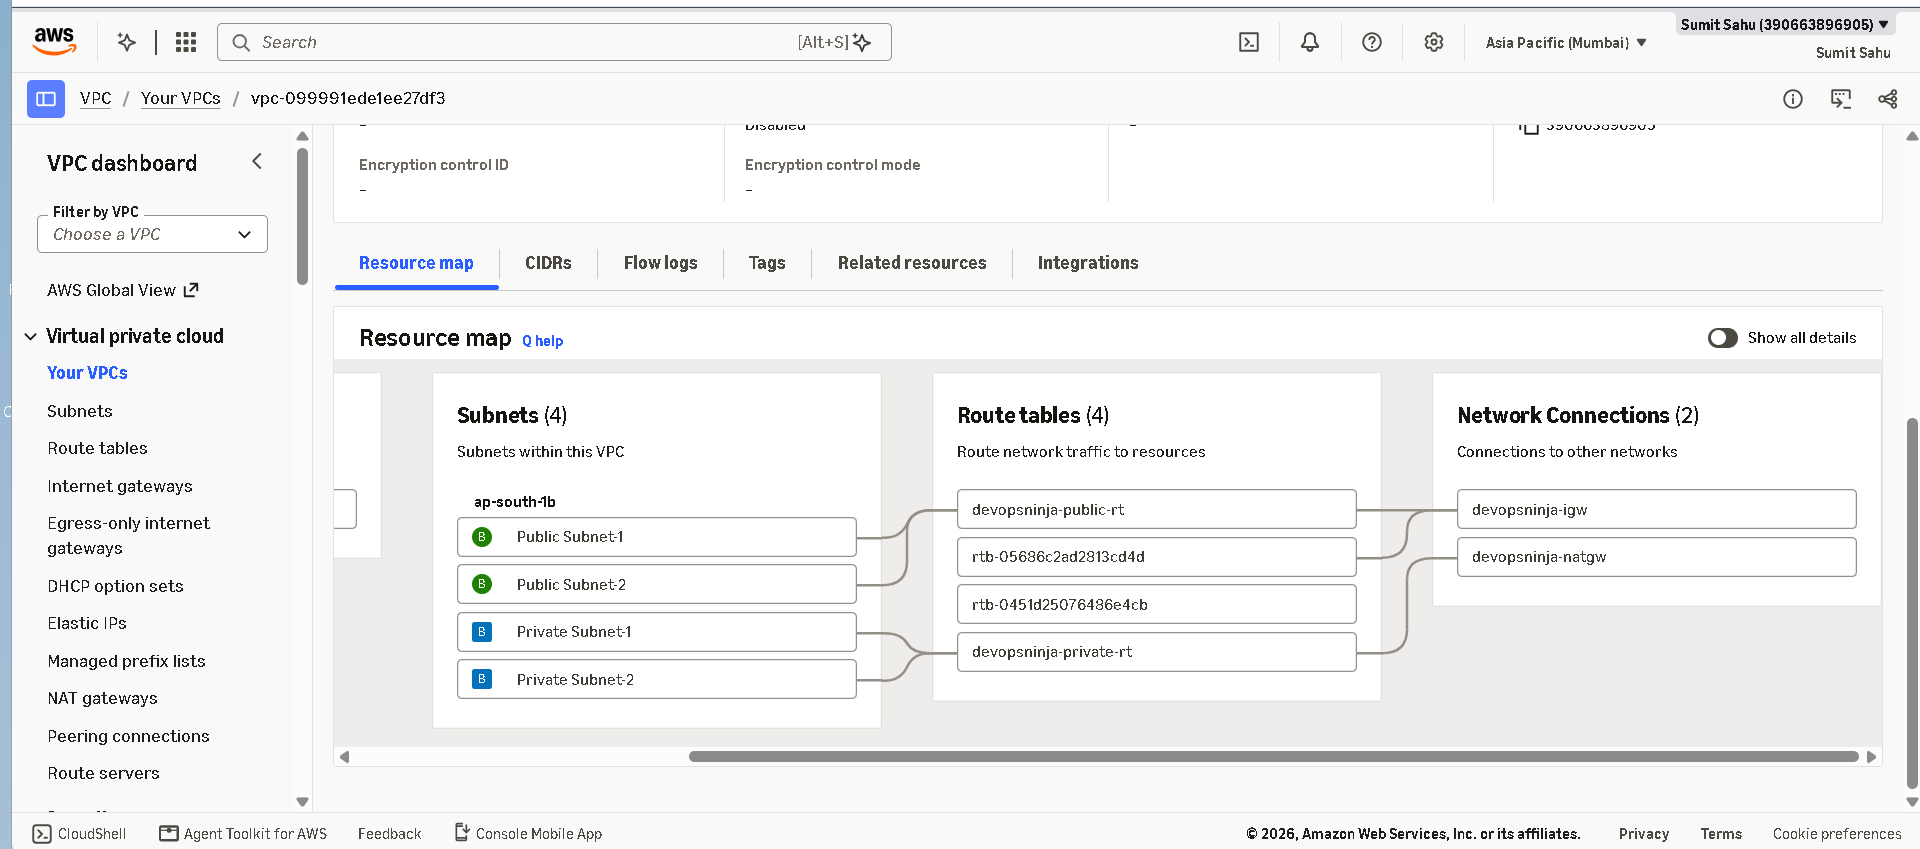 aws
Search [Alt+S]
Asia Pacific (Mumbai)
Sumit Sahu (390663896905)
Sumit Sahu
VPC / Your VPCs / vpc-099991ede1ee27df3
VPC dashboard
Filter by VPC
Choose a VPC
AWS Global View
Virtual private cloud
Your VPCs
Subnets
Route tables
Internet gateways
Egress-only internet
gateways
DHCP option sets
Elastic IPs
Managed prefix lists
NAT gateways
Peering connections
Route servers
– Disabled – 390663896905
Encryption control ID
–
Encryption control mode
–
Resource map CIDRs Flow logs Tags Related resources Integrations
Resource map Q help
Show all details
Subnets (4)
Subnets within this VPC
ap-south-1b
B Public Subnet-1
B Public Subnet-2
B Private Subnet-1
B Private Subnet-2
Route tables (4)
Route network traffic to resources
devopsninja-public-rt
rtb-05686c2ad2813cd4d
rtb-0451d25076486e4cb
devopsninja-private-rt
Network Connections (2)
Connections to other networks
devopsninja-igw
devopsninja-natgw
CloudShell Agent Toolkit for AWS Feedback Console Mobile App
© 2026, Amazon Web Services, Inc. or its affiliates. Privacy Terms Cookie preferences